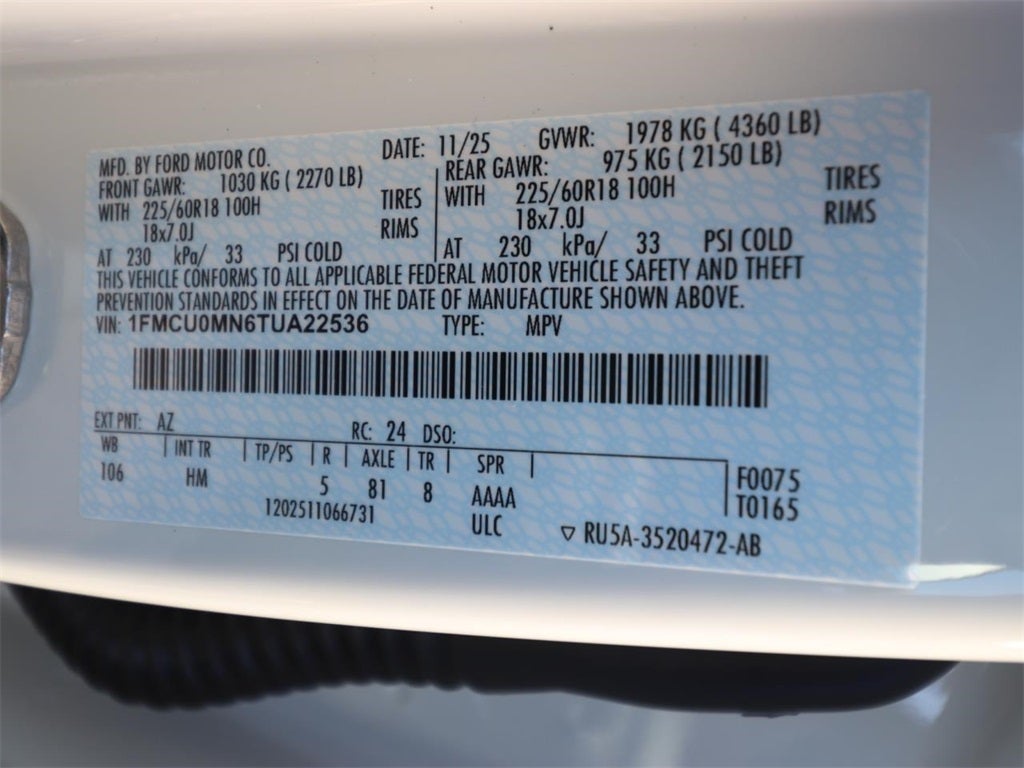 MFD. BY FORD MOTOR CO. DATE: 11/25 GVWR: 1978 KG ( 4360 LB)
FRONT GAWR: 1030 KG ( 2270 LB) REAR GAWR: 975 KG ( 2150 LB)
WITH 225/60R18 100H TIRES WITH 225/60R18 100H TIRES
18x7.0J RIMS 18x7.0J RIMS
AT 230 kPa/ 33 PSI COLD AT 230 kPa/ 33 PSI COLD
THIS VEHICLE CONFORMS TO ALL APPLICABLE FEDERAL MOTOR VEHICLE SAFETY AND THEFT
PREVENTION STANDARDS IN EFFECT ON THE DATE OF MANUFACTURE SHOWN ABOVE.
VIN: 1FMCU0MN6TUA22536 TYPE: MPV
EXT PNT: AZ RC: 24 DSO:
WB INT TR TP/PS R AXLE TR SPR
106 HM 5 81 8 AAAA F0075
1202511066731 ULC T0165
RU5A-3520472-AB